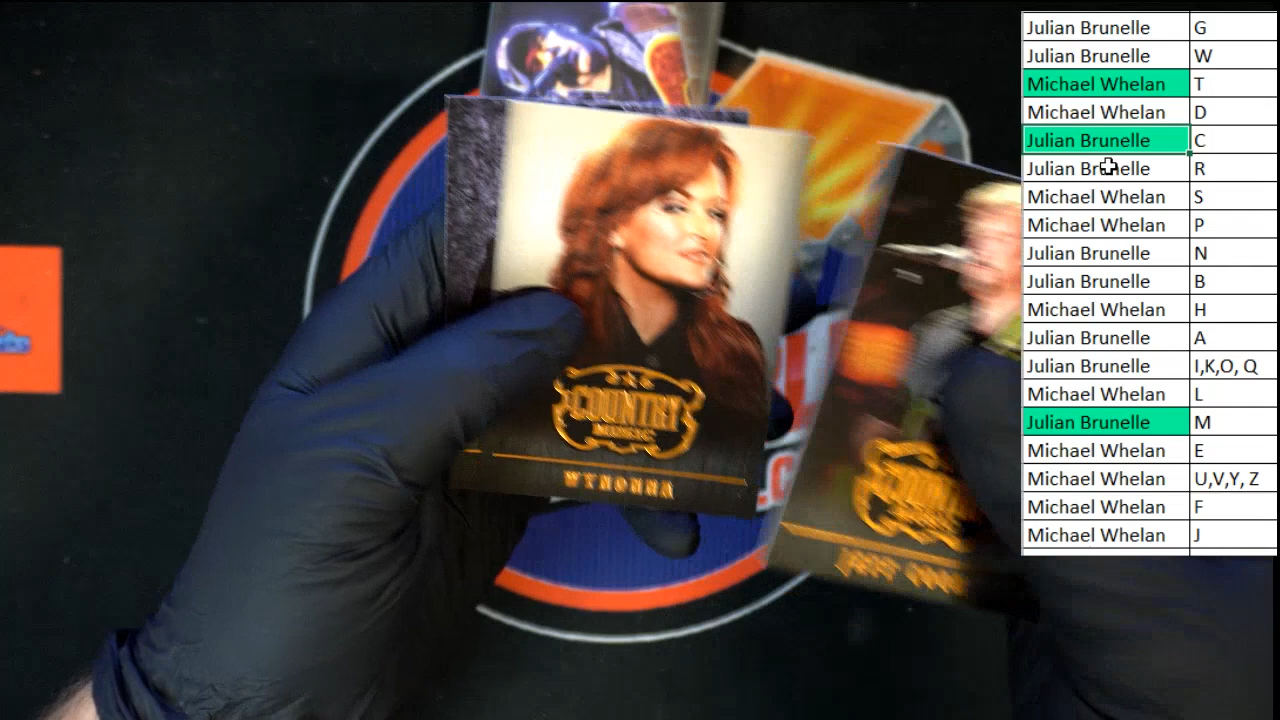 Julian Brunelle G
Julian Brunelle W
Michael Whelan T
Michael Whelan D
Julian Brunelle C
Julian Brunelle R
Michael Whelan S
Michael Whelan P
Julian Brunelle N
Julian Brunelle B
Michael Whelan H
Julian Brunelle A
Julian Brunelle I,K,O, Q
Michael Whelan L
Julian Brunelle M
Michael Whelan E
Michael Whelan U,V,Y, Z
Michael Whelan F
Michael Whelan J
COUNTRY
MUSIC
WYNONNA